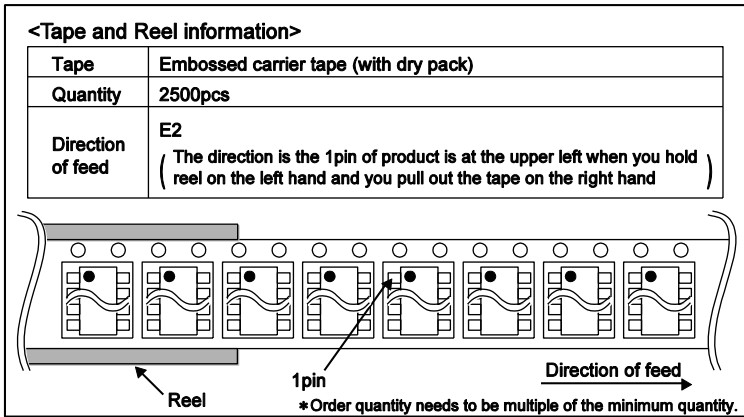 <Tape and Reel information>
Tape
Embossed carrier tape (with dry pack)
Quantity
2500pcs
Direction
of feed
E2
( The direction is the 1pin of product is at the upper left when you hold
reel on the left hand and you pull out the tape on the right hand )
Reel
1pin
Direction of feed
*Order quantity needs to be multiple of the minimum quantity.